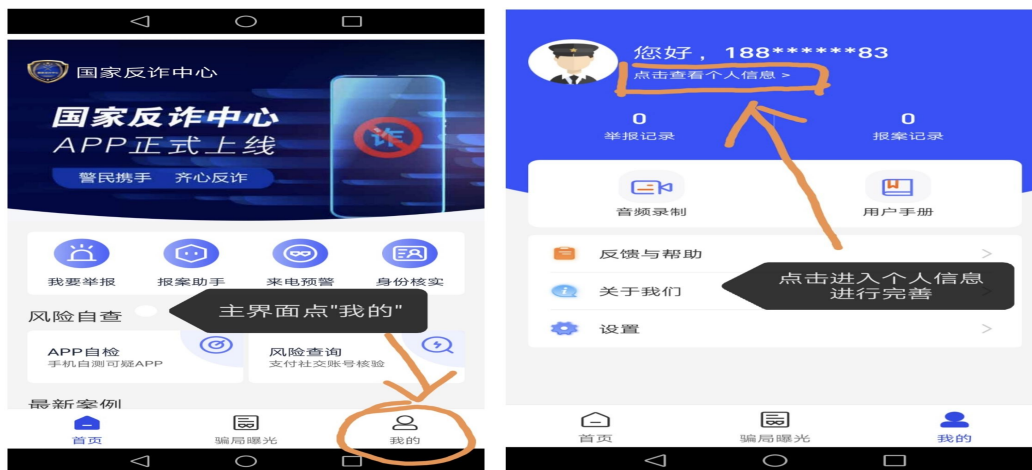 国家反诈中心
国家反诈中心
APP正式上线
警民携手 齐心反诈
诈
我要举报 报案助手 来电预警 身份核实
风险自查
主界面点"我的"
APP自检
手机自测可疑APP
风险查询
支付社交账号核验
最新案例
首页 骗局曝光 我的
您好，188******83
点击查看个人信息 >
0
举报记录
0
报案记录
音频录制 用户手册
反馈与帮助 >
关于我们
点击进入个人信息
进行完善
设置 >
首页 骗局曝光 我的